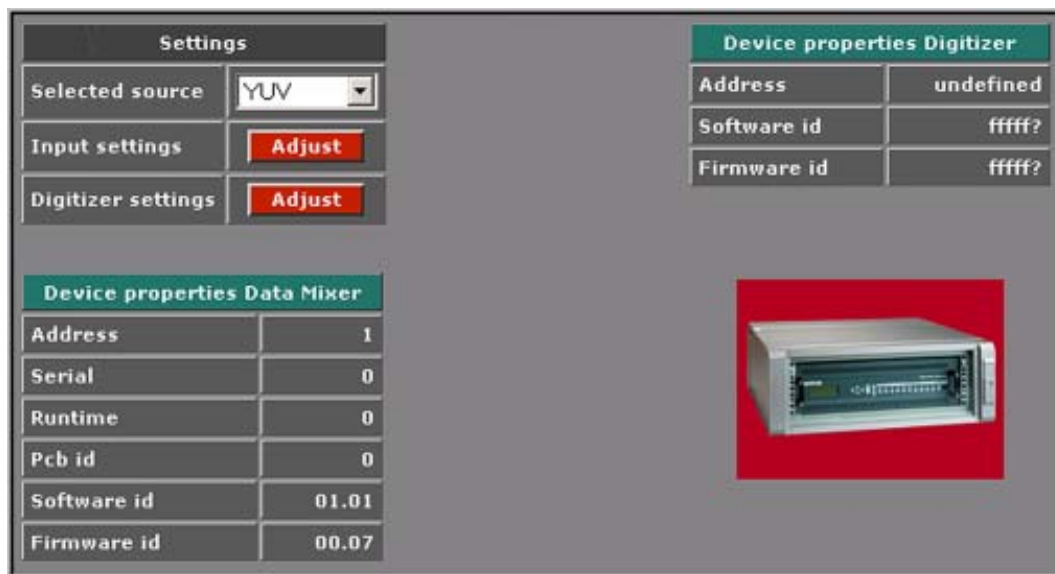 Settings
Selected source YUV
Input settings Adjust
Digitizer settings Adjust
Device properties Digitizer
Address undefined
Software id fffff?
Firmware id fffff?
Device properties Data Mixer
Address 1
Serial 0
Runtime 0
Pcb id 0
Software id 01.01
Firmware id 00.07